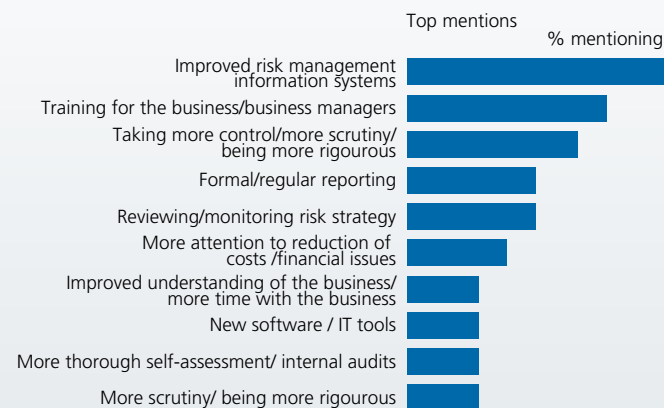 Top mentions
% mentioning
Improved risk management
information systems
Training for the business/business managers
Taking more control/more scrutiny/
being more rigourous
Formal/regular reporting
Reviewing/monitoring risk strategy
More attention to reduction of
costs /financial issues
Improved understanding of the business/
more time with the business
New software / IT tools
More thorough self-assessment/ internal audits
More scrutiny/ being more rigourous